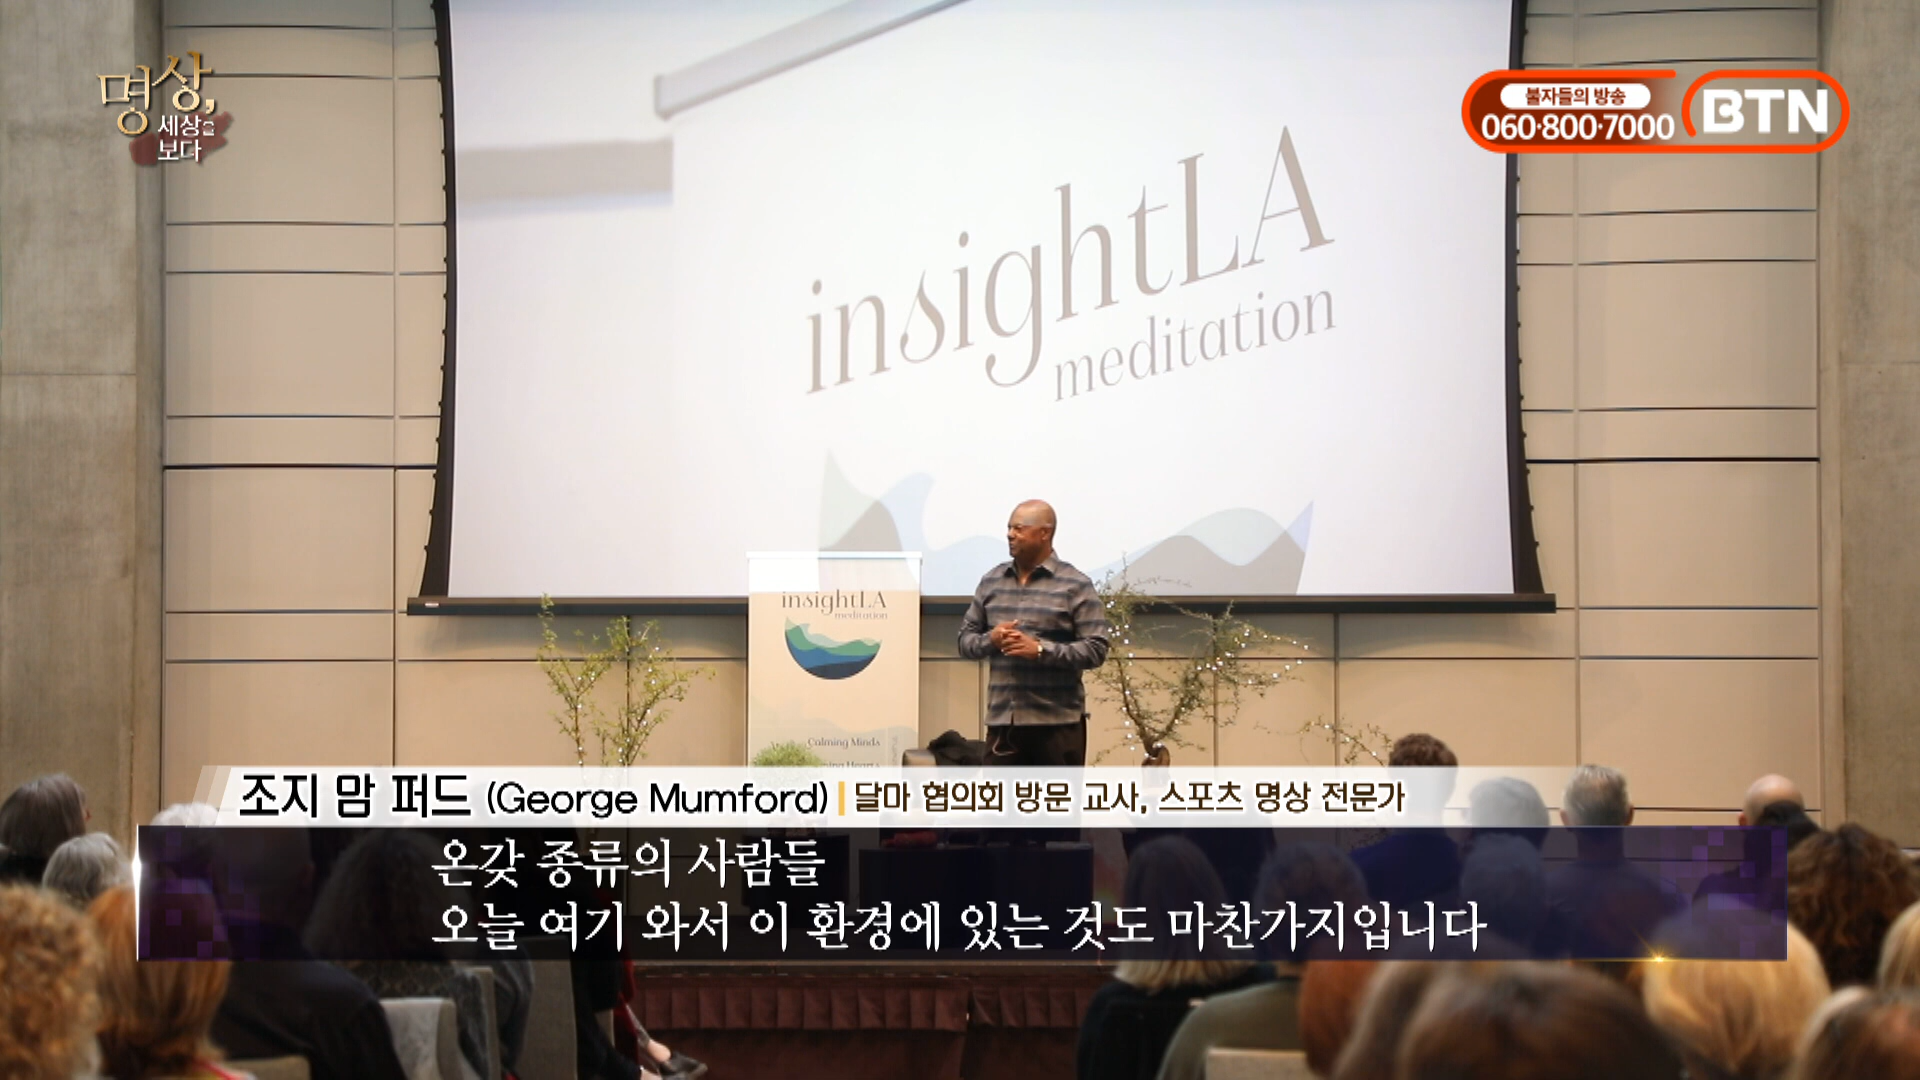 명상,
세상을
보다
불자들의 방송
060·800·7000
BTN
insightLA
meditation
insightLA
meditation
Calming Minds
조지 맘 퍼드 (George Mumford) 달마 협의회 방문 교사, 스포츠 명상 전문가
온갖 종류의 사람들
오늘 여기 와서 이 환경에 있는 것도 마찬가지입니다